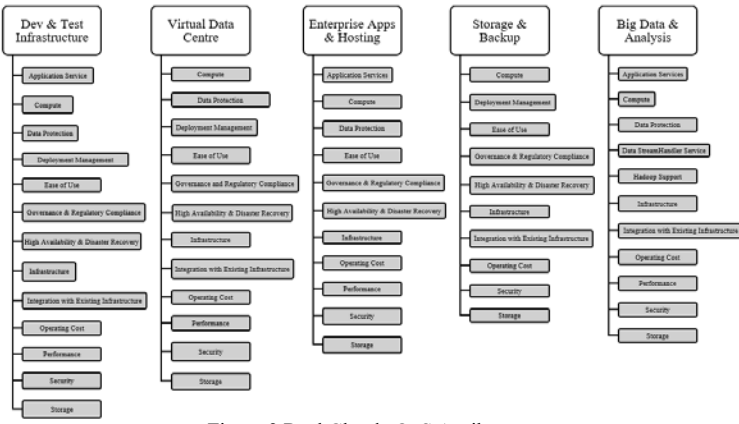 Dev & Test
Infrastructure
Application Service
Compute
Data Protection
Deployment Management
Ease of Use
Governance & Regulatory Compliance
High Availability & Disaster Recovery
Infrastructure
Integration with Existing Infrastructure
Operating Cost
Performance
Security
Storage
Virtual Data
Centre
Compute
Data Protection
Deployment Management
Ease of Use
Governance and Regulatory Compliance
High Availability & Disaster Recovery
Infrastructure
Integration with Existing Infrastructure
Operating Cost
Performance
Security
Storage
Enterprise Apps
& Hosting
Application Services
Compute
Data Protection
Ease of Use
Governance & Regulatory Compliance
High Availability & Disaster Recovery
Infrastructure
Operating Cost
Performance
Security
Storage
Storage &
Backup
Compute
Deployment Management
Ease of Use
Governance & Regulatory Compliance
High Availability & Disaster Recovery
Infrastructure
Integration with Existing Infrastructure
Operating Cost
Security
Storage
Big Data &
Analysis
Application Services
Compute
Data Protection
Data StreamHandler Service
Hadoop Support
Infrastructure
Integration with Existing Infrastructure
Operating Cost
Performance
Security
Storage